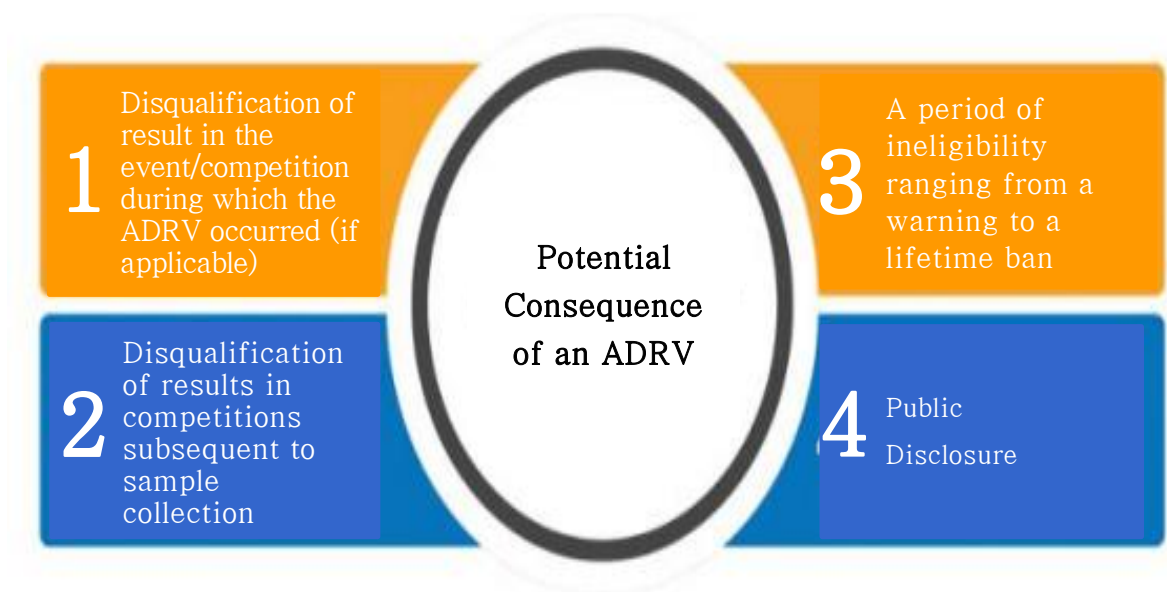 1
Disqualification of
result in the
event/competition
during which the
ADRV occurred (if
applicable)
2
Disqualification
of results in
competitions
subsequent to
sample
collection
Potential
Consequence
of an ADRV
3
A period of
ineligibility
ranging from a
warning to a
lifetime ban
4
Public
Disclosure